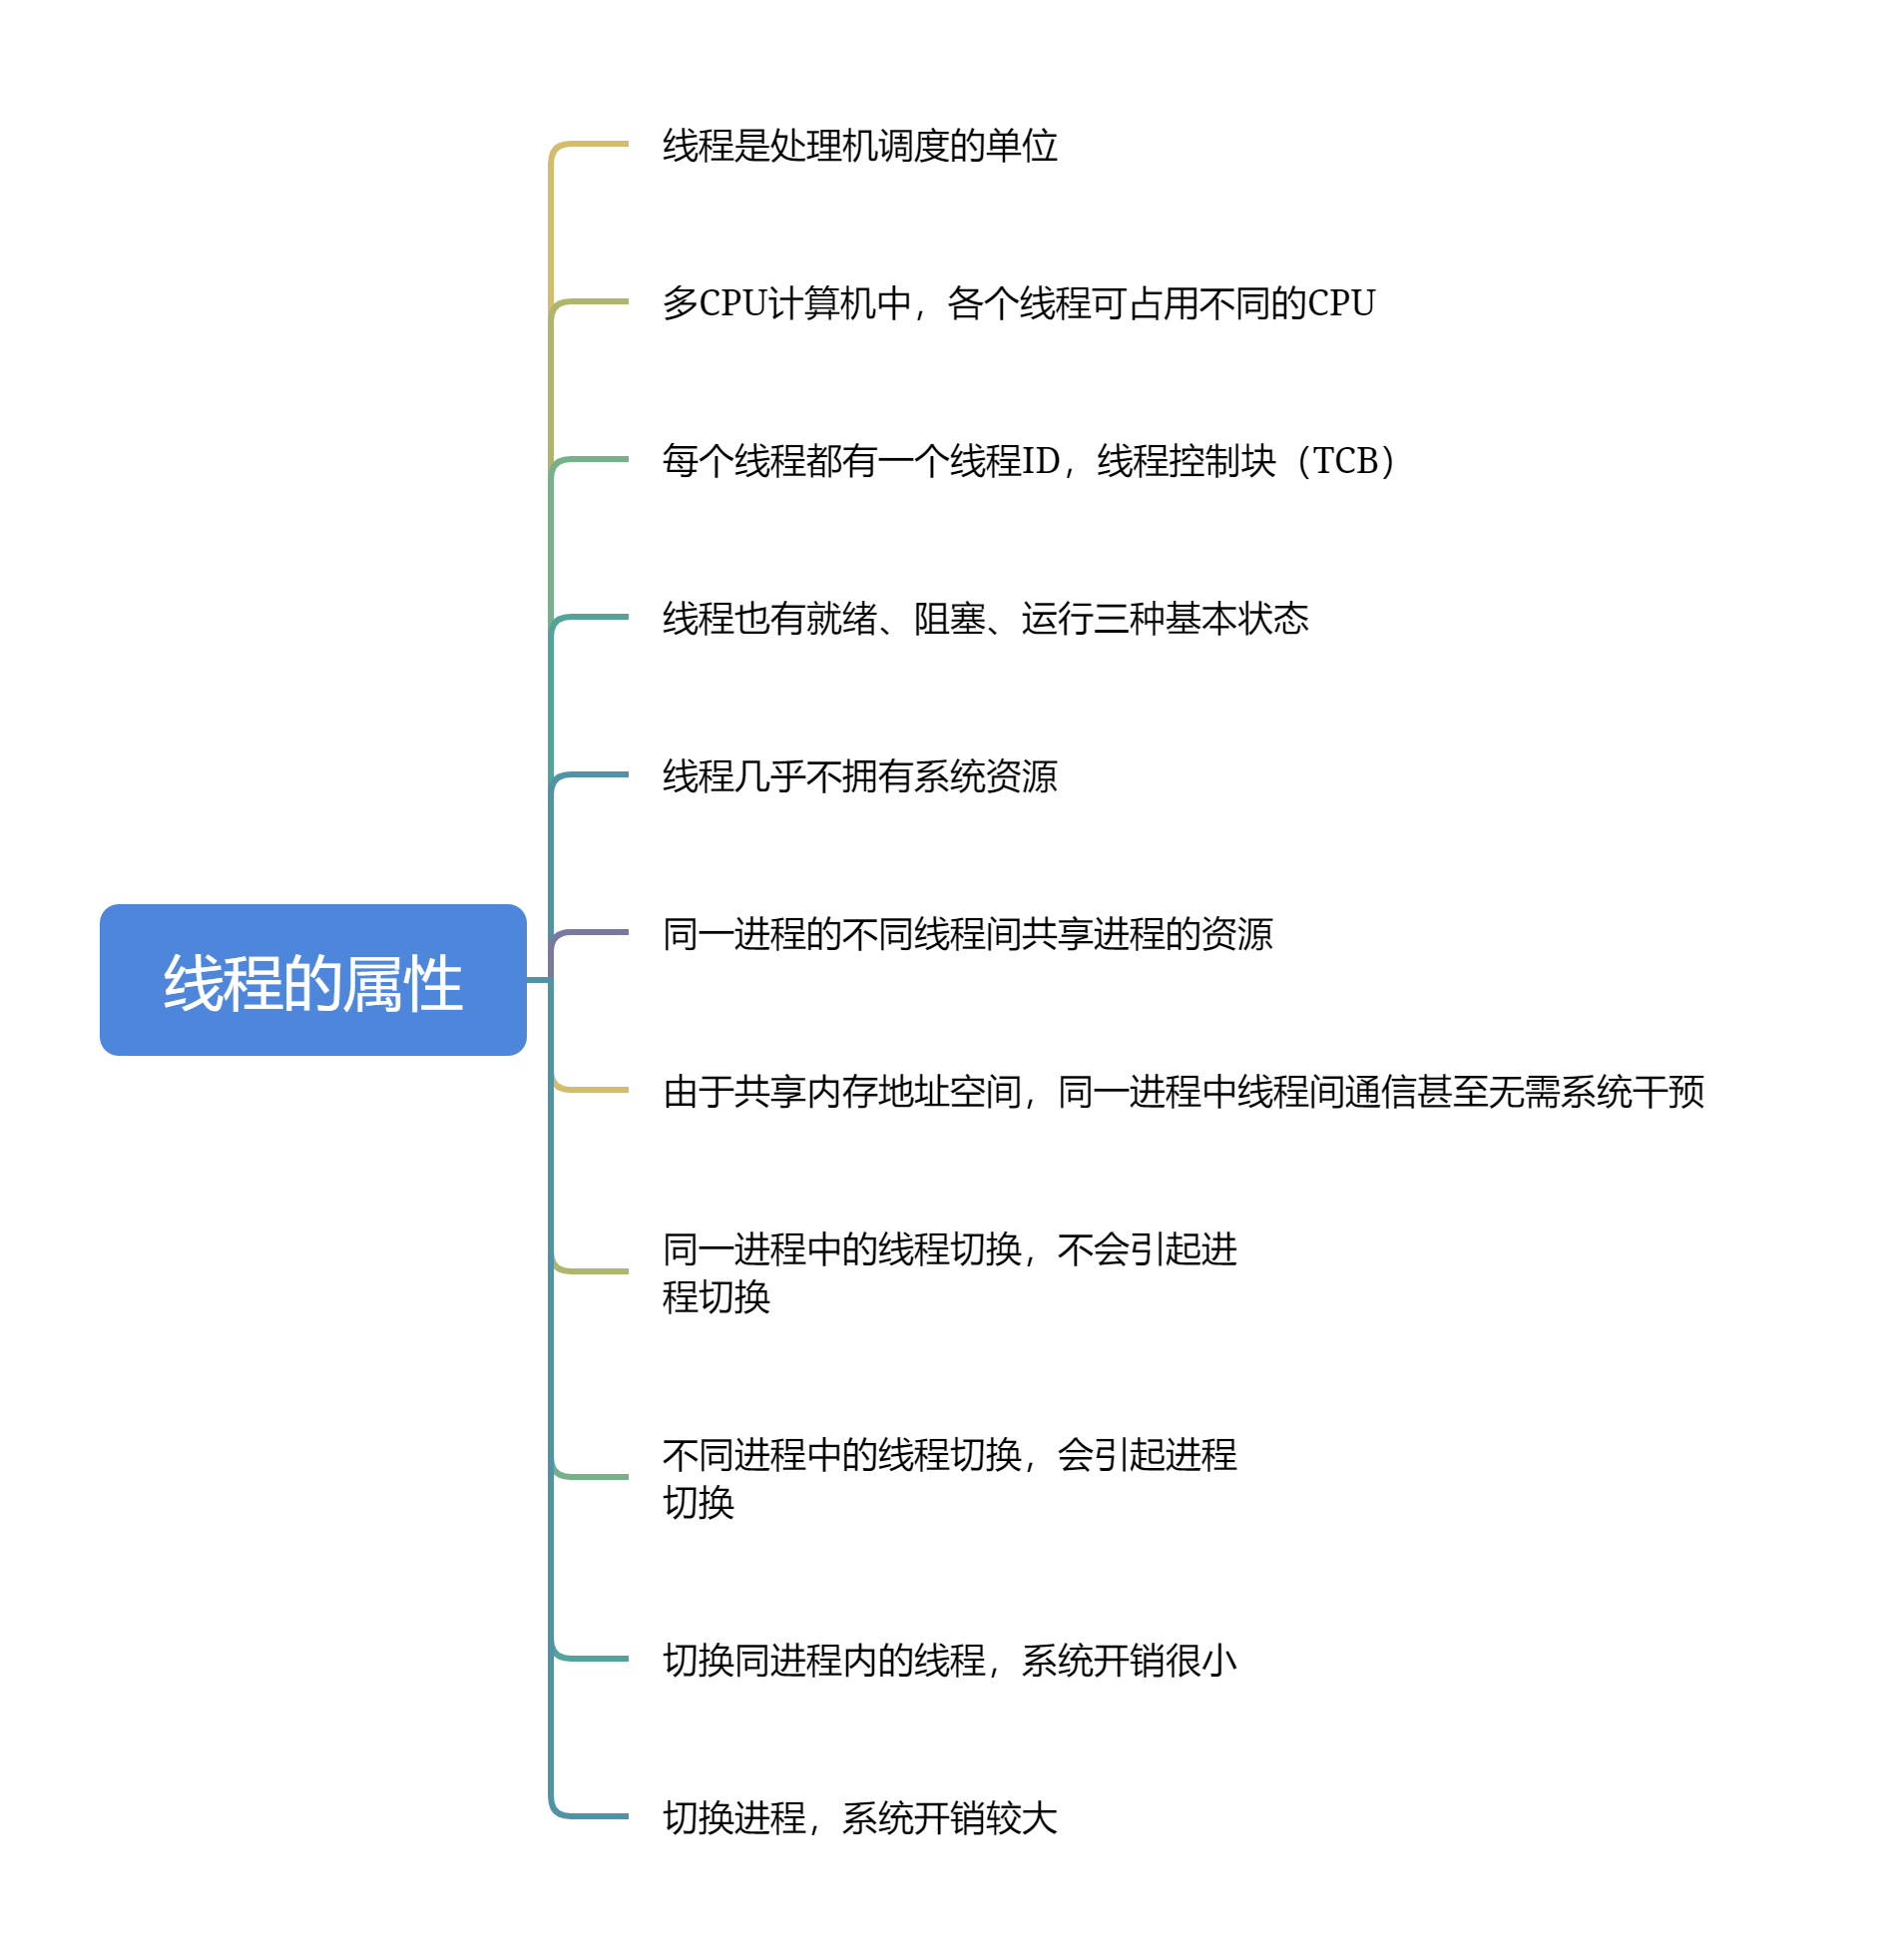 线程是处理机调度的单位
多CPU计算机中，各个线程可占用不同的CPU
每个线程都有一个线程ID，线程控制块（TCB）
线程也有就绪、阻塞、运行三种基本状态
线程几乎不拥有系统资源
同一进程的不同线程间共享进程的资源
线程的属性
由于共享内存地址空间，同一进程中线程间通信甚至无需系统干预
同一进程中的线程切换，不会引起进
程切换
不同进程中的线程切换，会引起进程
切换
切换同进程内的线程，系统开销很小
切换进程，系统开销较大